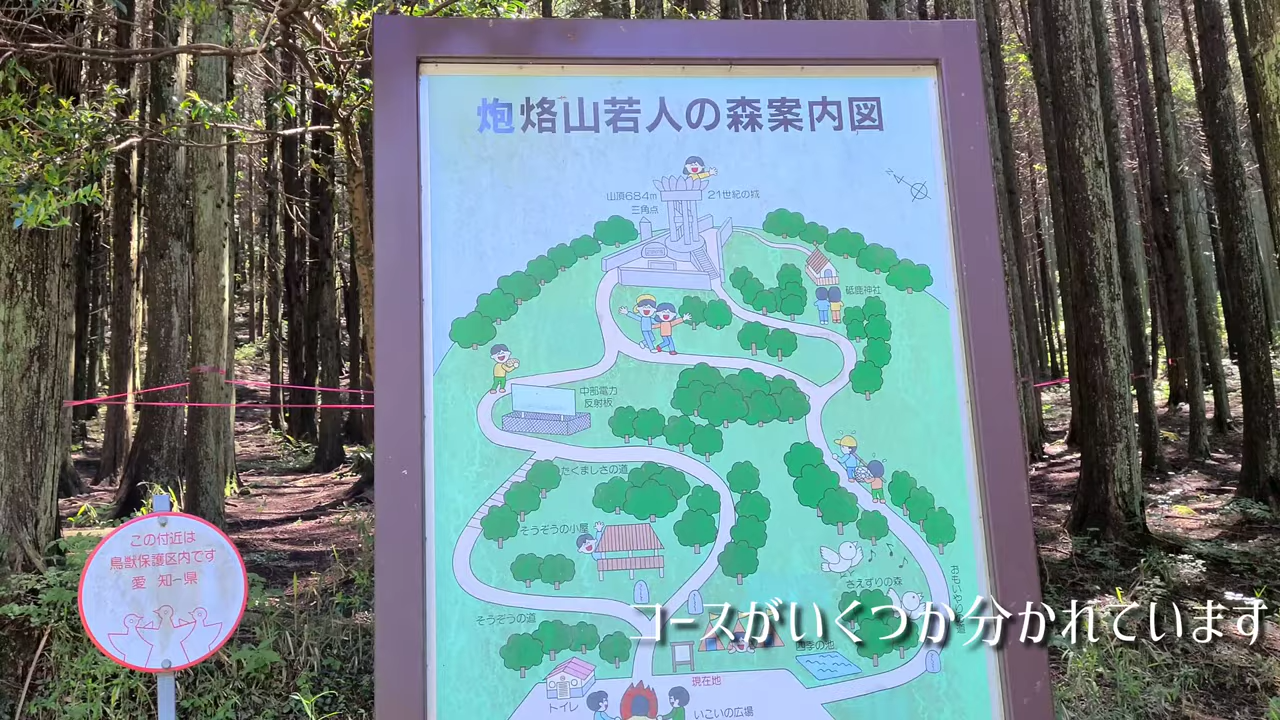 炮烙山若人の森案内図
山頂684m
三角点
21世紀の城
砥鹿神社
中部電力
反射板
たくましさの道
そうぞうの小屋
さえずりの森
おもいやりの道
そうぞうの道
四季の池
現在地
トイレ
いこいの広場
この付近は
鳥獣保護区内です
愛知県
コースがいくつか分かれています